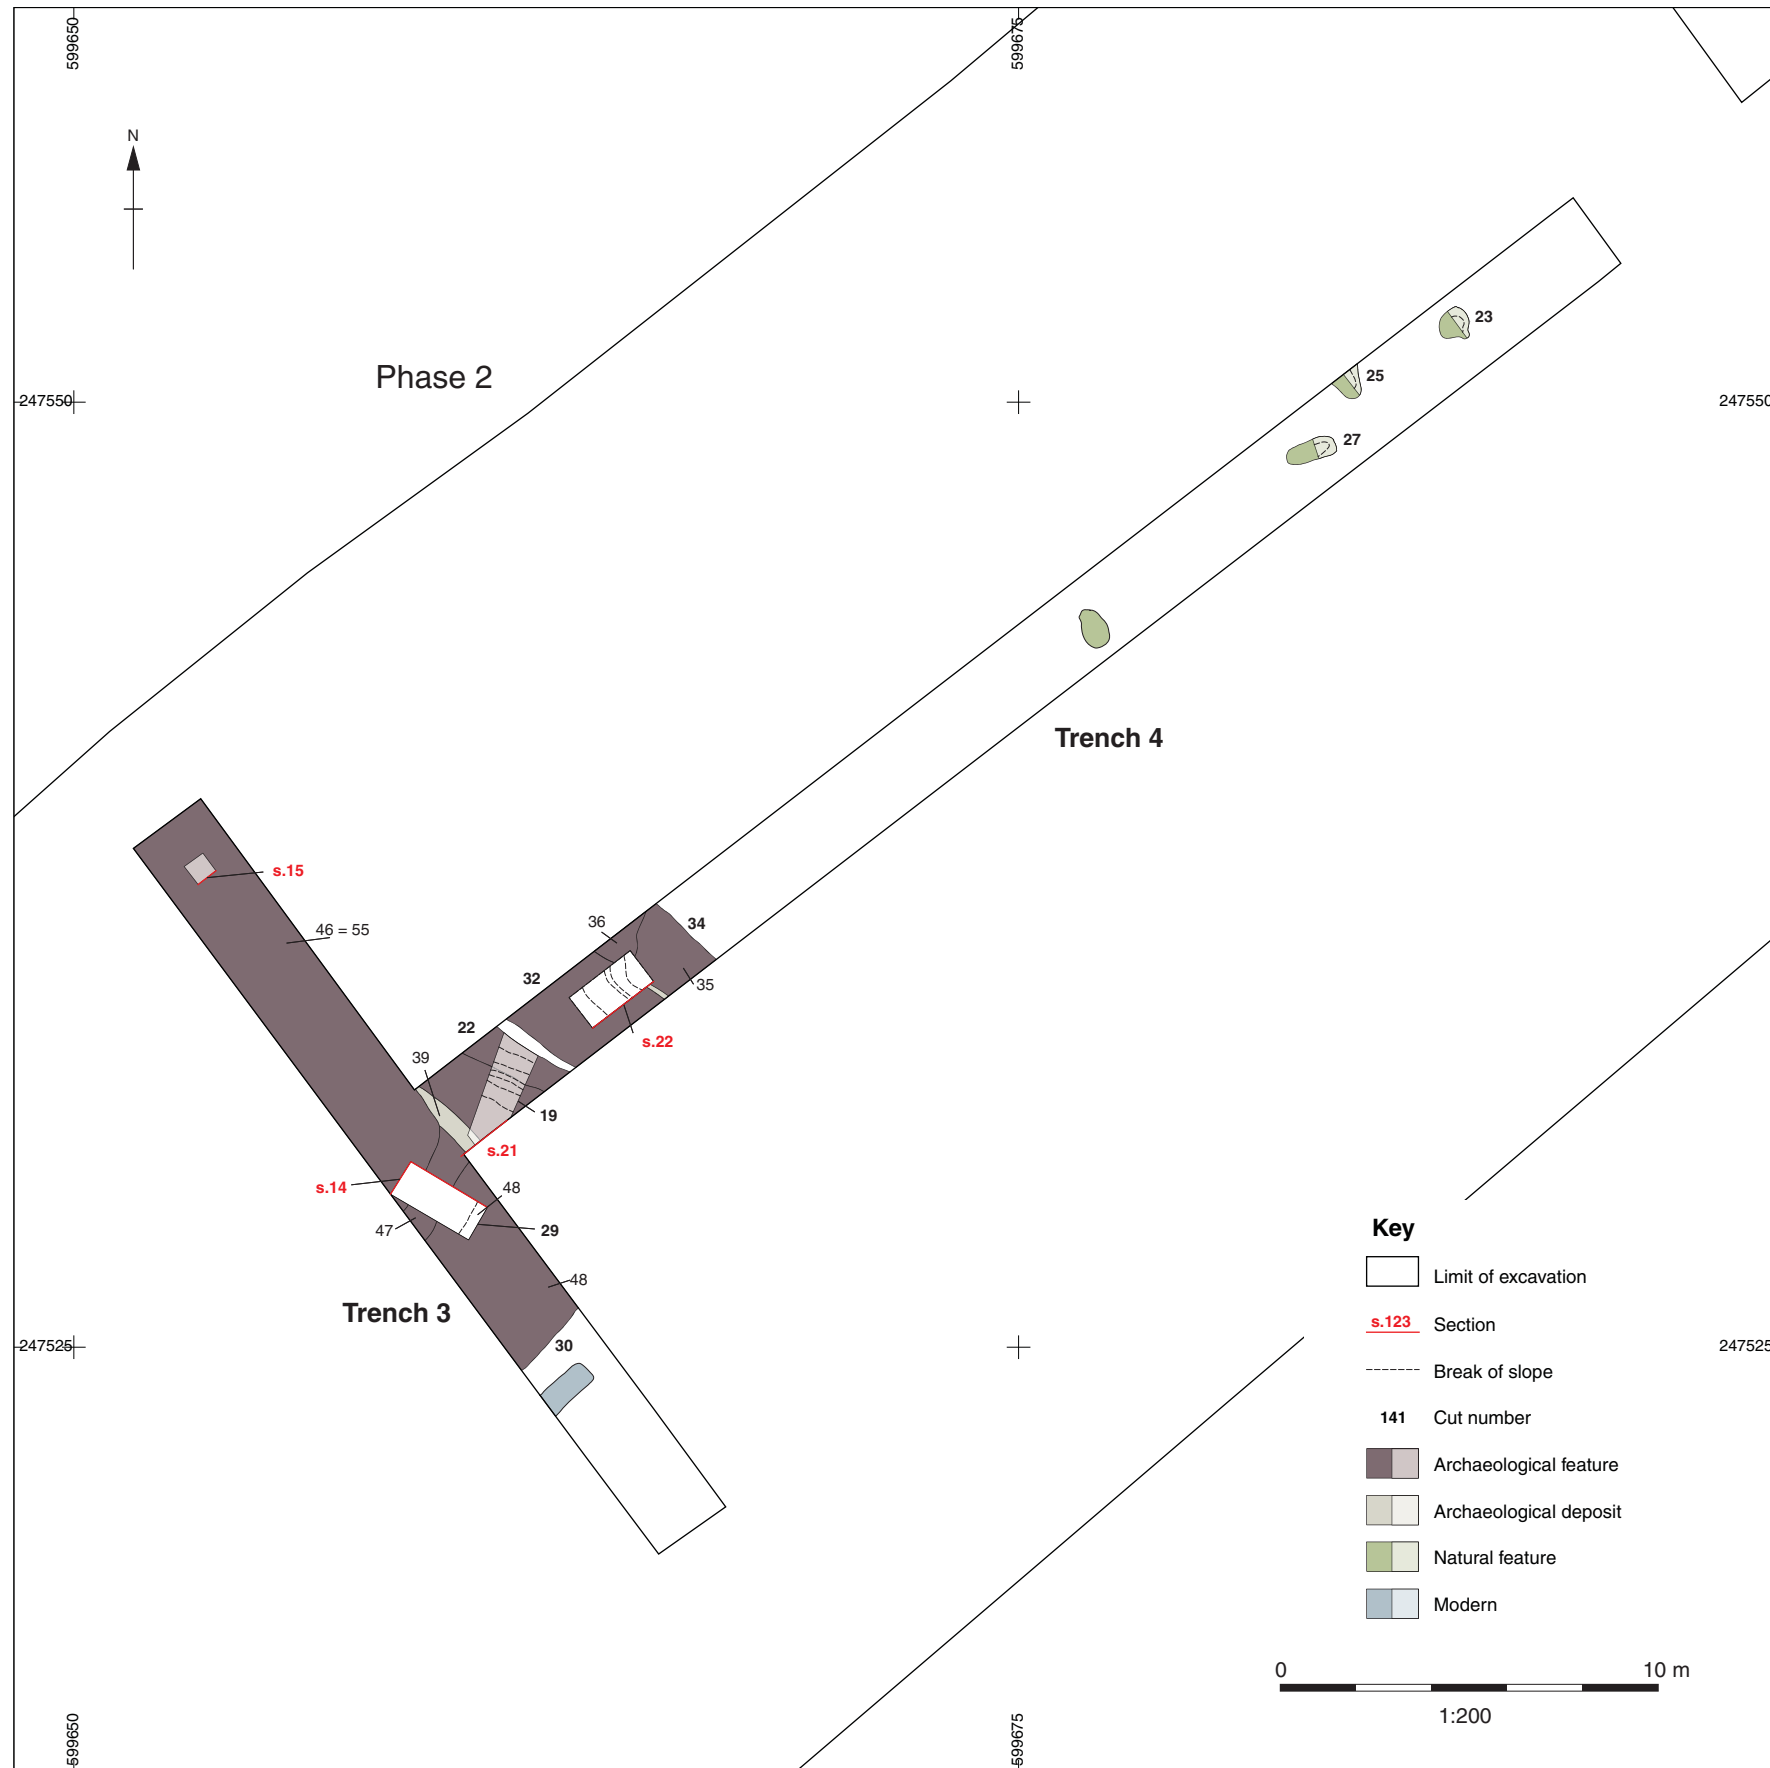 599650
599675
N
23
Phase 2
25
247550
247550
27
Trench 4
s.15
36
34
46 = 55
32
35
22
s.22
39
19
s.21
s.14
48
47
29
Key
48
Limit of excavation
Trench 3
s.123 Section
30
247525
247525
Break of slope
141 Cut number
Archaeological feature
Archaeological deposit
Natural feature
Modern
0 10 m
1:200
599650
599675